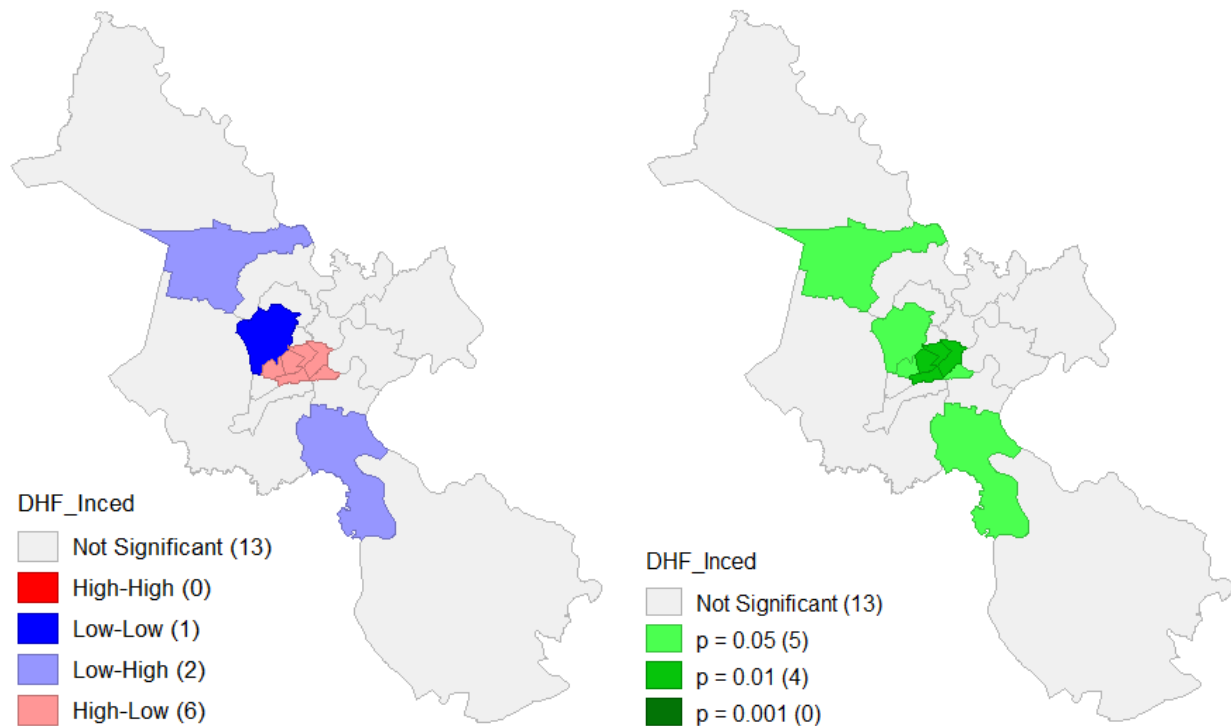 DHF_Inced
Not Significant (13)
High-High (0)
Low-Low (1)
Low-High (2)
High-Low (6)
DHF_Inced
Not Significant (13)
p = 0.05 (5)
p = 0.01 (4)
p = 0.001 (0)